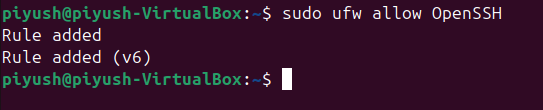 piyush@piyush-VirtualBox:~$ sudo ufw allow OpenSSH
Rule added
Rule added (v6)
piyush@piyush-VirtualBox:~$